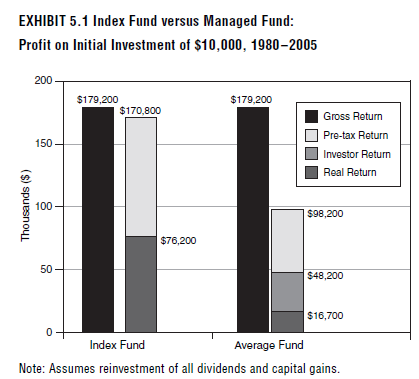 EXHIBIT 5.1 Index Fund versus Managed Fund:
Profit on Initial Investment of $10,000, 1980–2005
Thousands ($)
200
150
100
50
0
$179,200
$170,800
$76,200
$179,200
$98,200
$48,200
$16,700
Gross Return
Pre-tax Return
Investor Return
Real Return
Index Fund
Average Fund
Note: Assumes reinvestment of all dividends and capital gains.